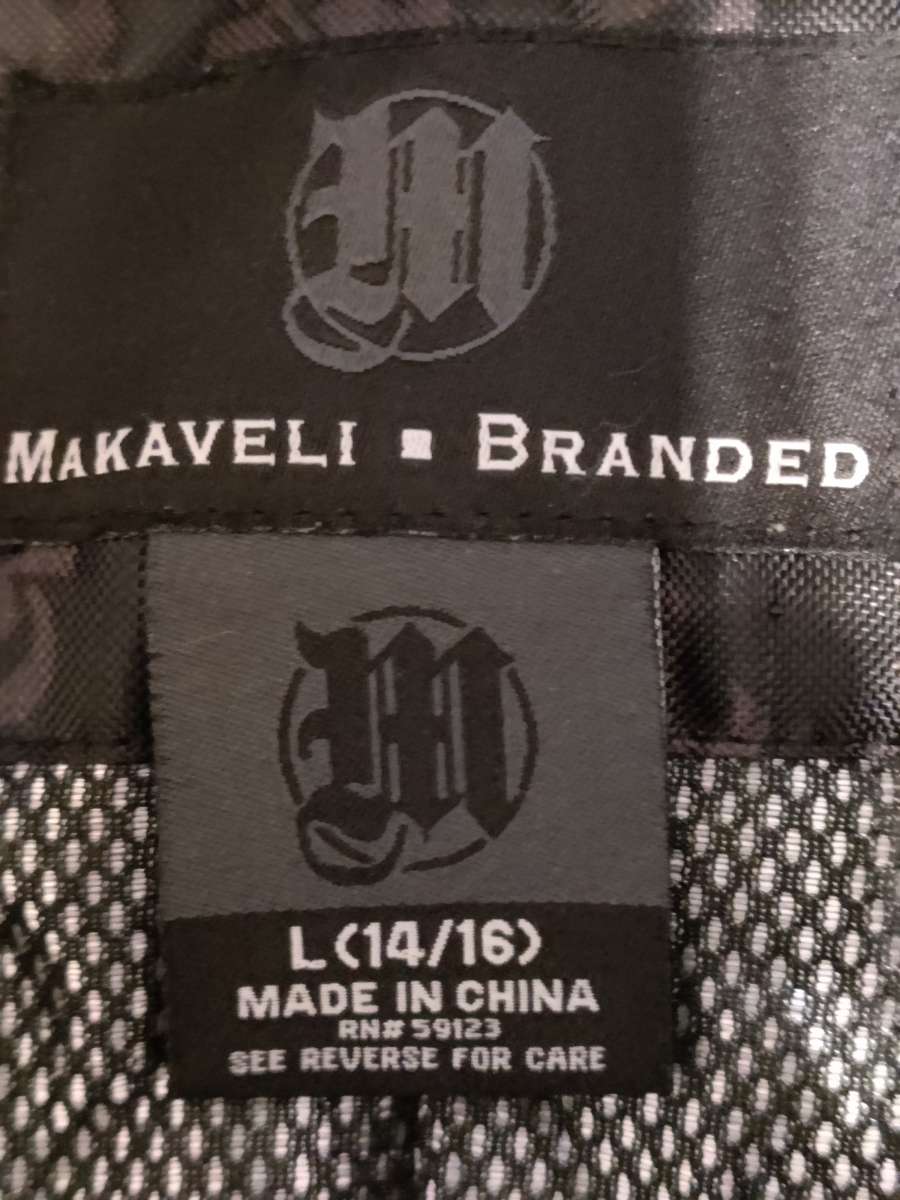 M
MAKAVELI ▪ BRANDED
M
L (14/16)
MADE IN CHINA
RN# 59123
SEE REVERSE FOR CARE